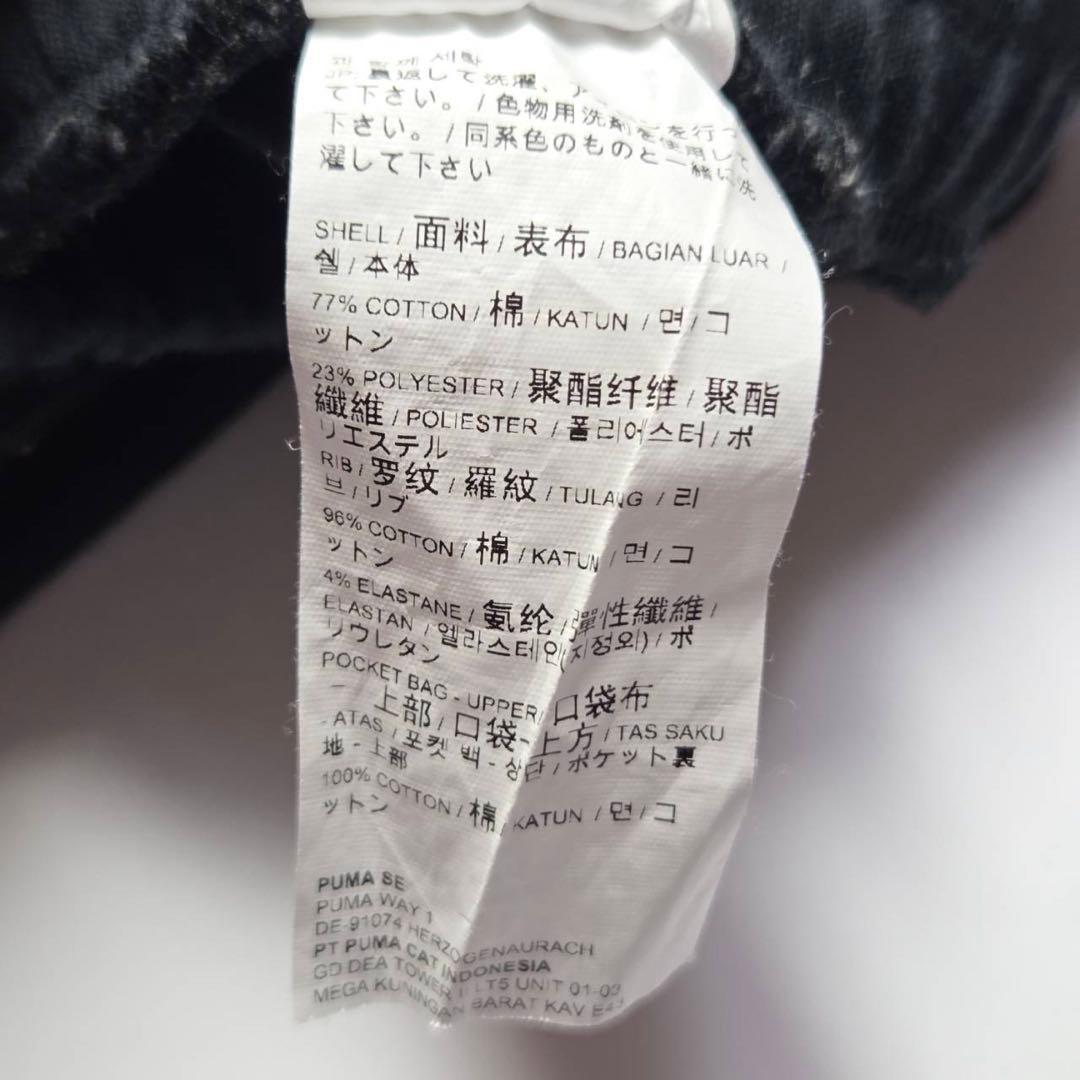 세탁
JP: 裏返して洗濯、
て下さい。/色物用洗剤を使用して
下さい。/同系色のものと一緒に洗
濯して下さい
SHELL / 面料 / 表布 / BAGIAN LUAR /
쉘 / 本体
77% COTTON / 棉 / KATUN / 면 / コ
ットン
23% POLYESTER / 聚酯纤维 / 聚酯
纖維 / POLIESTER / 폴리에스터 / ポ
リエステル
RIB / 罗纹 / 羅紋 / TULANG / 리
브 / リブ
96% COTTON / 棉 / KATUN / 면 / コ
ットン
4% ELASTANE / 氨纶 / 彈性纖維 /
ELASTAN / 엘라스테인(지정외) / ポ
リウレタン
POCKET BAG - UPPER / 口袋布
- 上部 / 口袋-上方 / TAS SAKU
- ATAS / 포켓 백 - 상단 / ポケット裏
地 - 上部
100% COTTON / 棉 / KATUN / 면 / コ
ットン
PUMA SE
PUMA WAY 1
DE-91074 HERZOGENAURACH
PT PUMA CAT INDONESIA
GD DEA TOWER II LT5 UNIT 01-03
MEGA KUNINGAN BARAT KAV